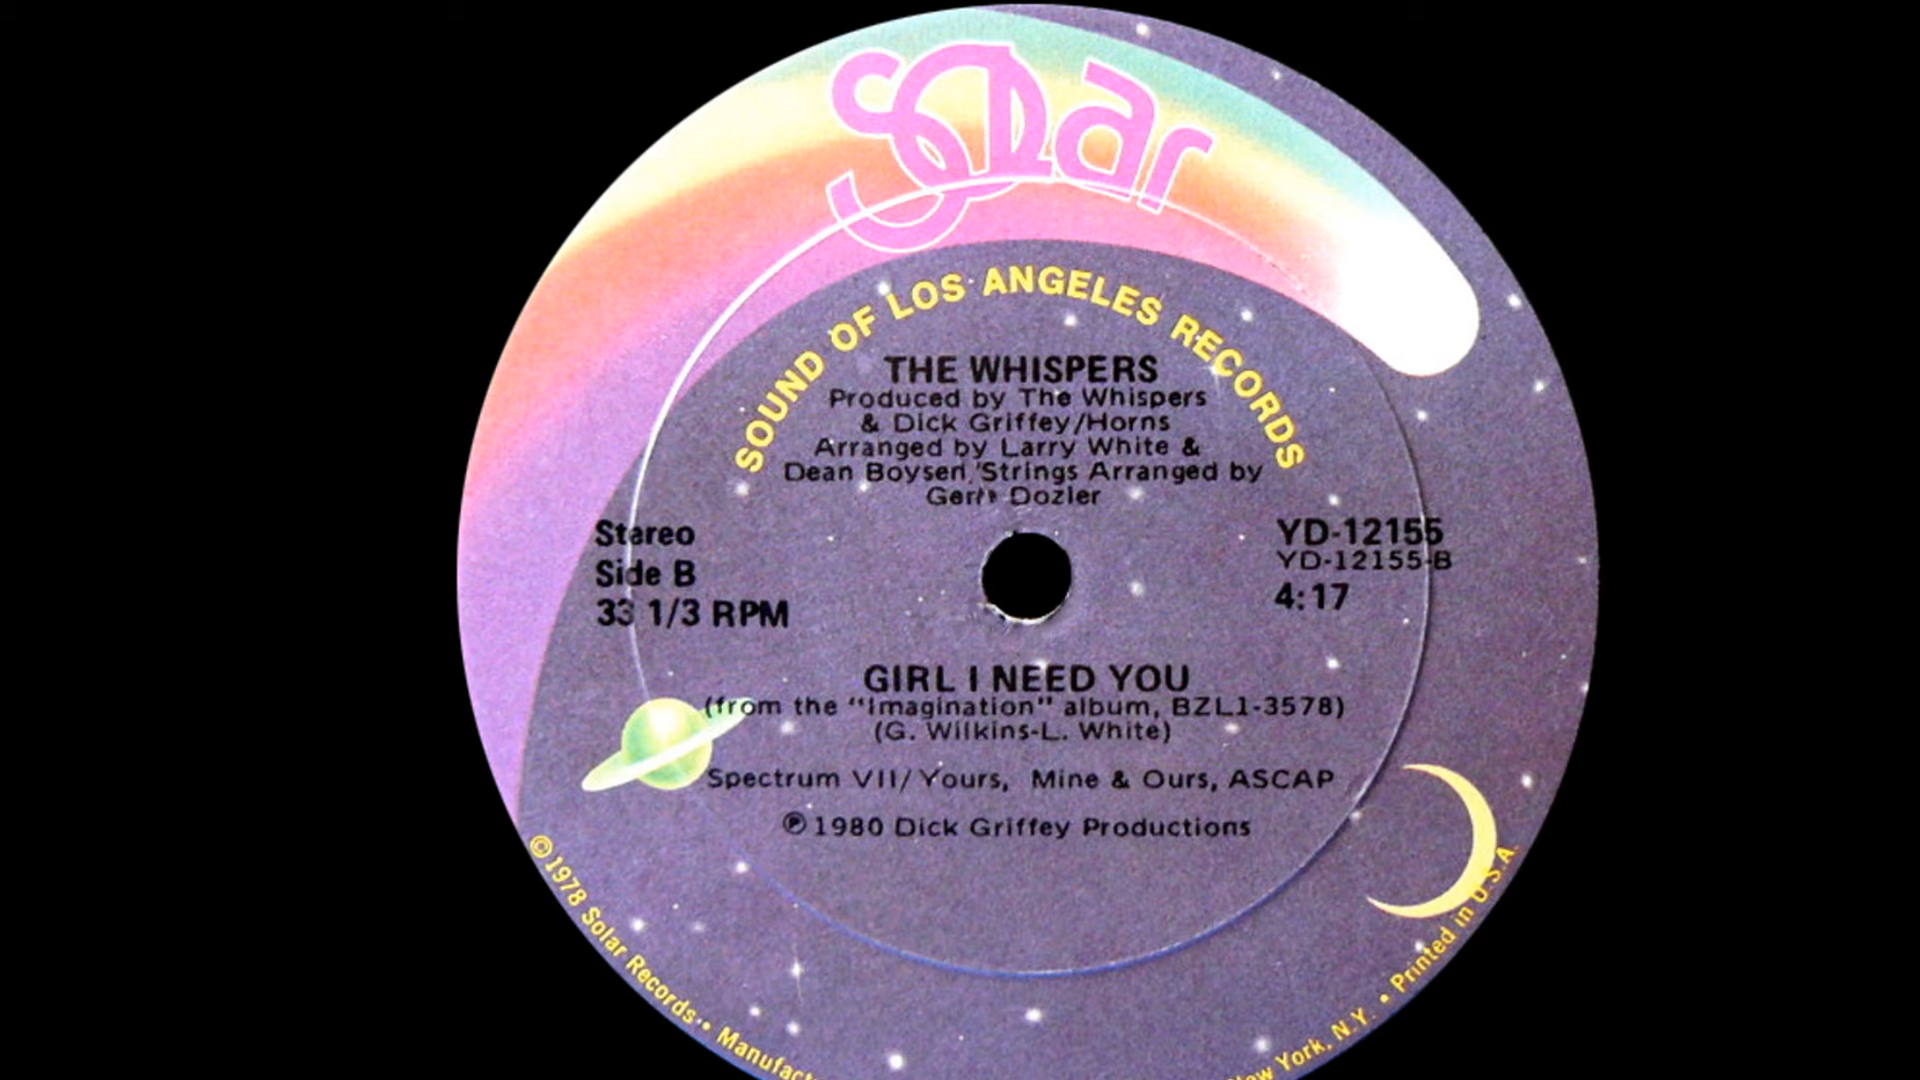 Solar
SOUND OF LOS ANGELES RECORDS
THE WHISPERS
Produced by The Whispers
& Dick Griffey/Horns
Arranged by Larry White &
Dean Boysen/Strings Arranged by
Dozier
Stereo
Side B
33 1/3 RPM
YD-12155
YD-12155-B
4:17
GIRL I NEED YOU
(from the "Imagination" album, BZL1-3578)
(G. Wilkins-L. White)
Spectrum VII/Yours, Mine & Ours, ASCAP
℗ 1980 Dick Griffey Productions
© 1978 Solar Records • Manufact
New York, N.Y. • Printed in U.S.A.